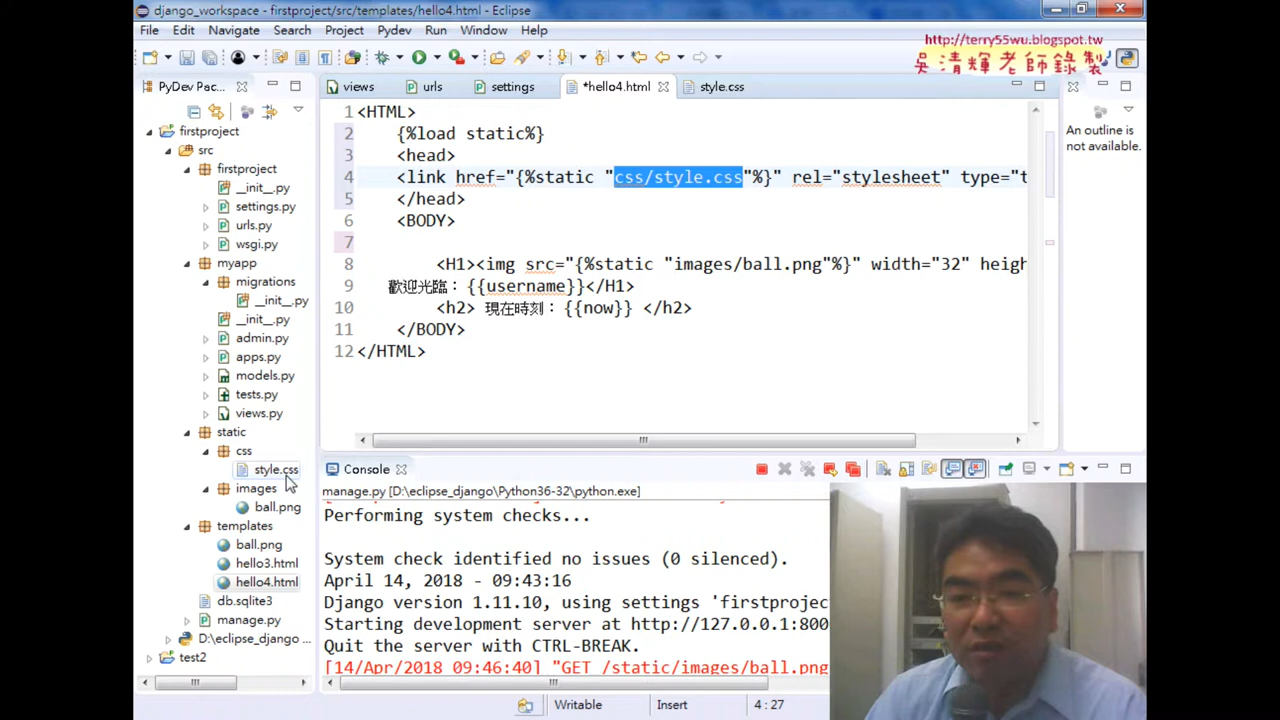 django_workspace - firstproject/src/templates/hello4.html - Eclipse
File Edit Navigate Search Project Pydev Run Window Help
http://terry55wu.blogspot.tw
吳清輝老師錄製
PyDev Pac...
views
urls
settings
*hello4.html
style.css
firstproject
src
firstproject
__init__.py
settings.py
urls.py
wsgi.py
myapp
migrations
__init__.py
__init__.py
admin.py
apps.py
models.py
tests.py
views.py
static
css
style.css
images
ball.png
templates
ball.png
hello3.html
hello4.html
db.sqlite3
manage.py
D:\eclipse_django ...
test2
1 <HTML>
2 {%load static%}
3 <head>
4 <link href="{%static "css/style.css"%}" rel="stylesheet" type="t
5 </head>
6 <BODY>
7
8 <H1><img src="{%static "images/ball.png"%}" width="32" heigh
9 歡迎光臨：{{username}}</H1>
10 <h2> 現在時刻：{{now}} </h2>
11 </BODY>
12 </HTML>
An outline is
not available.
Console
manage.py [D:\eclipse_django\Python36-32\python.exe]
Performing system checks...
System check identified no issues (0 silenced).
April 14, 2018 - 09:43:16
Django version 1.11.10, using settings 'firstprojec
Starting development server at http://127.0.0.1:800
Quit the server with CTRL-BREAK.
[14/Apr/2018 09:46:40] "GET /static/images/ball.png
Writable
Insert
4 : 27